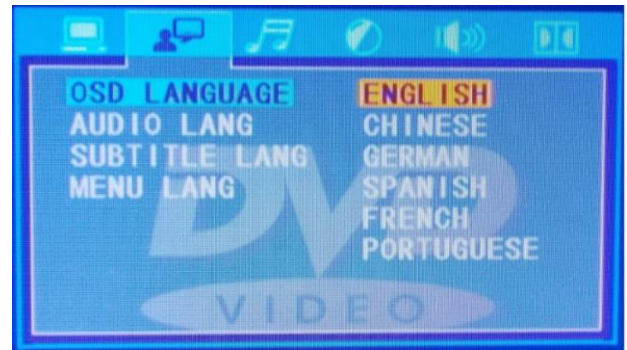 OSD LANGUAGE ENGLISH
AUDIO LANG CHINESE
SUBTITLE LANG GERMAN
MENU LANG SPANISH
FRENCH
PORTUGUESE
DVD
VIDEO